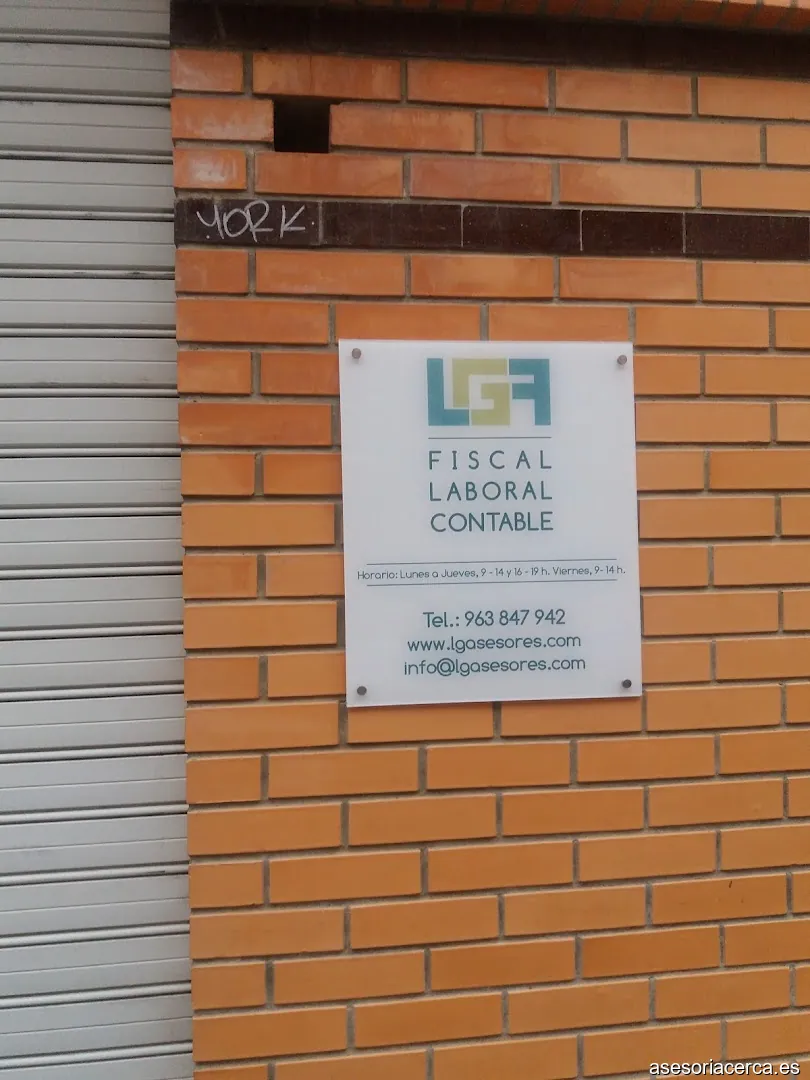 YORK
LGA
FISCAL
LABORAL
CONTABLE
Horario: Lunes a Jueves, 9 - 14 y 16 - 19 h. Viernes, 9 - 14 h.
Tel.: 963 847 942
www.lgasesores.com
info@lgasesores.com
asesoriacerca.es